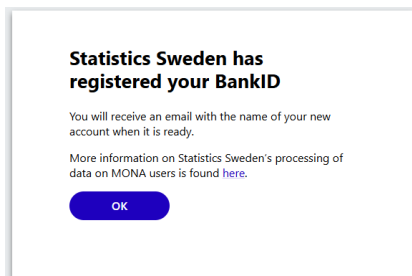 Statistics Sweden has
registered your BankID
You will receive an email with the name of your new
account when it is ready.
More information on Statistics Sweden's processing of
data on MONA users is found here.
OK